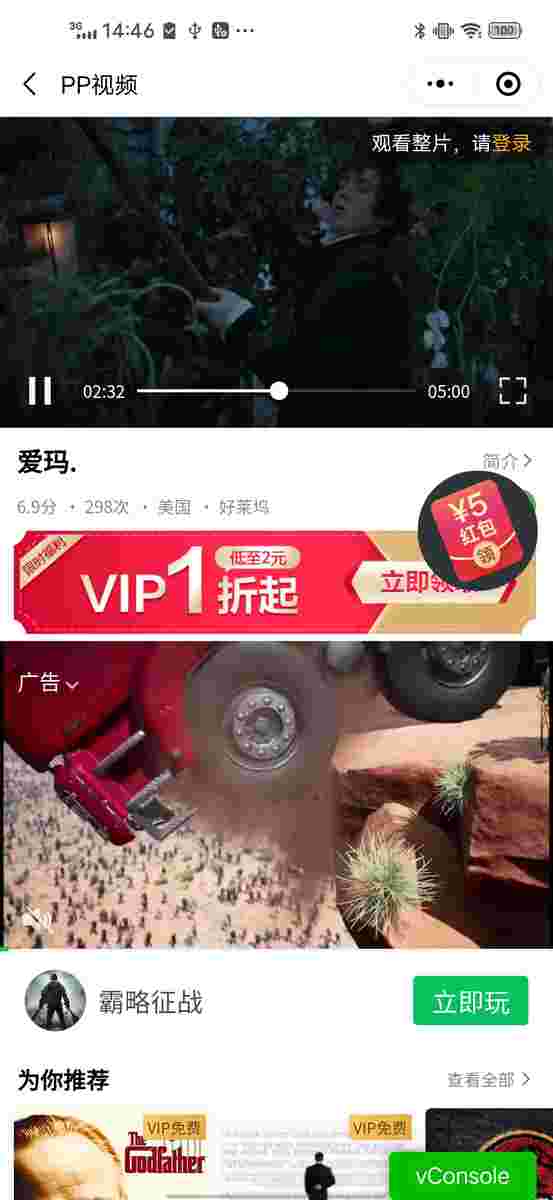 3G 14:46 ... 100
PP视频
观看整片，请登录
02:32 05:00
爱玛.
简介
6.9分 · 298次 · 美国 · 好莱坞
¥5
红包
领
限时福利
VIP1折起
低至2元
立即领
广告
霸略征战
立即玩
为你推荐
查看全部
VIP免费
The
Godfather
VIP免费
vConsole